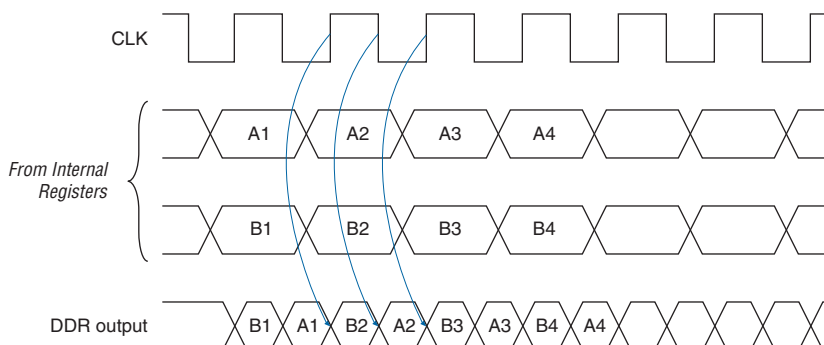 CLK
A1 A2 A3 A4
From Internal
Registers
B1 B2 B3 B4
DDR output B1 A1 B2 A2 B3 A3 B4 A4